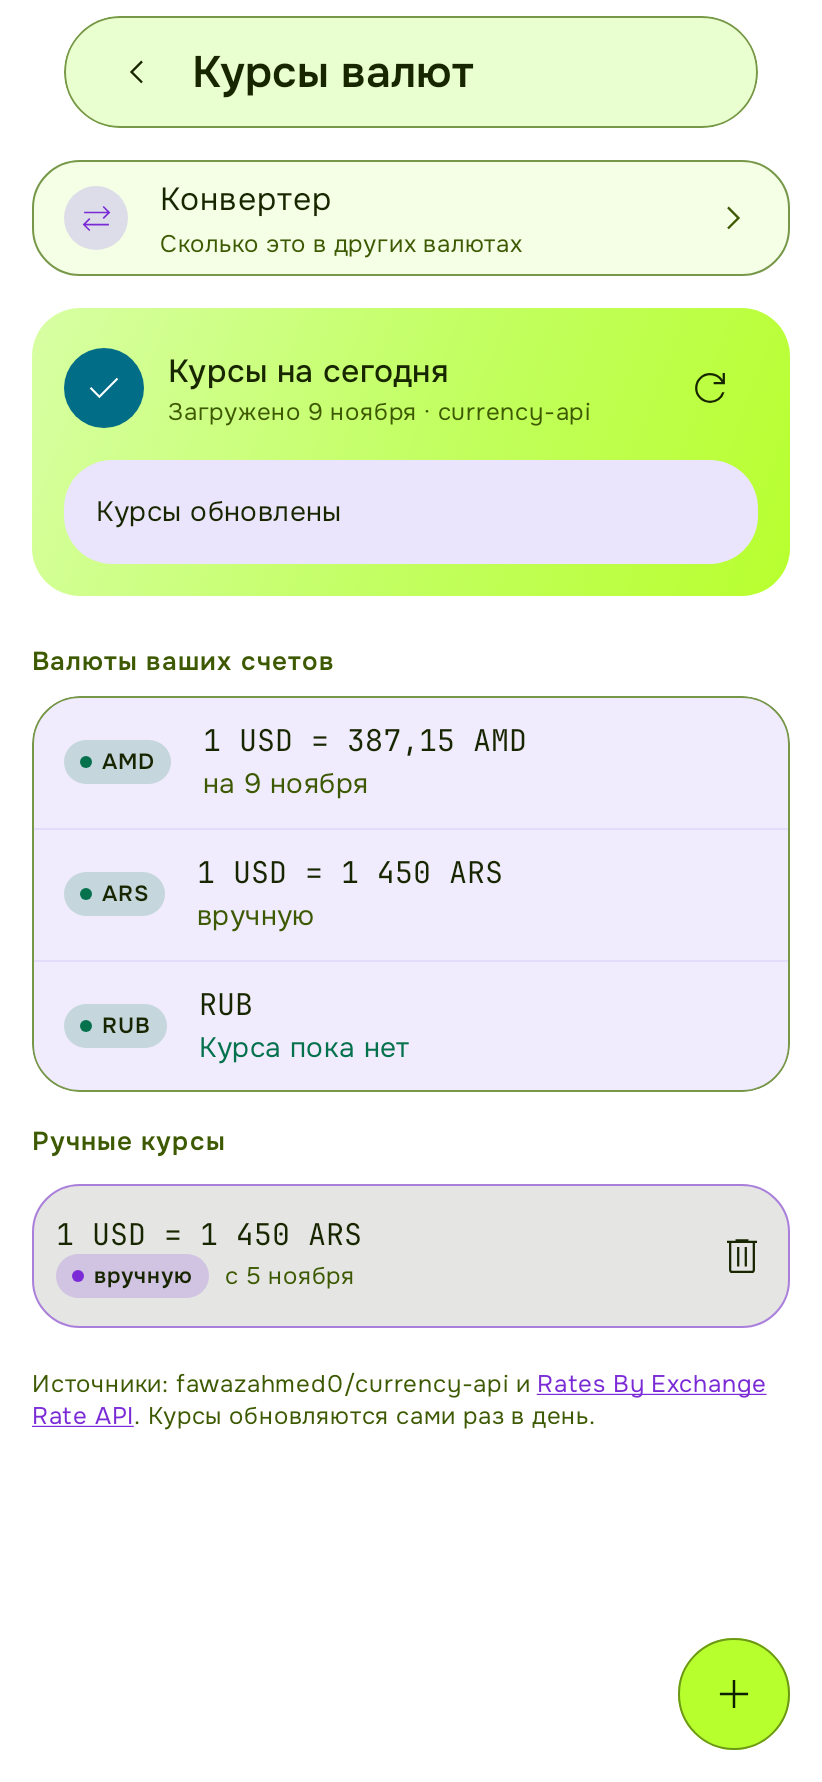 Курсы валют
Конвертер
Сколько это в других валютах
Курсы на сегодня
Загружено 9 ноября · currency-api
Курсы обновлены
Валюты ваших счетов
AMD
1 USD = 387,15 AMD
на 9 ноября
ARS
1 USD = 1 450 ARS
вручную
RUB
RUB
Курса пока нет
Ручные курсы
1 USD = 1 450 ARS
вручную с 5 ноября
Источники: fawazahmed0/currency-api и Rates By Exchange
Rate API. Курсы обновляются сами раз в день.